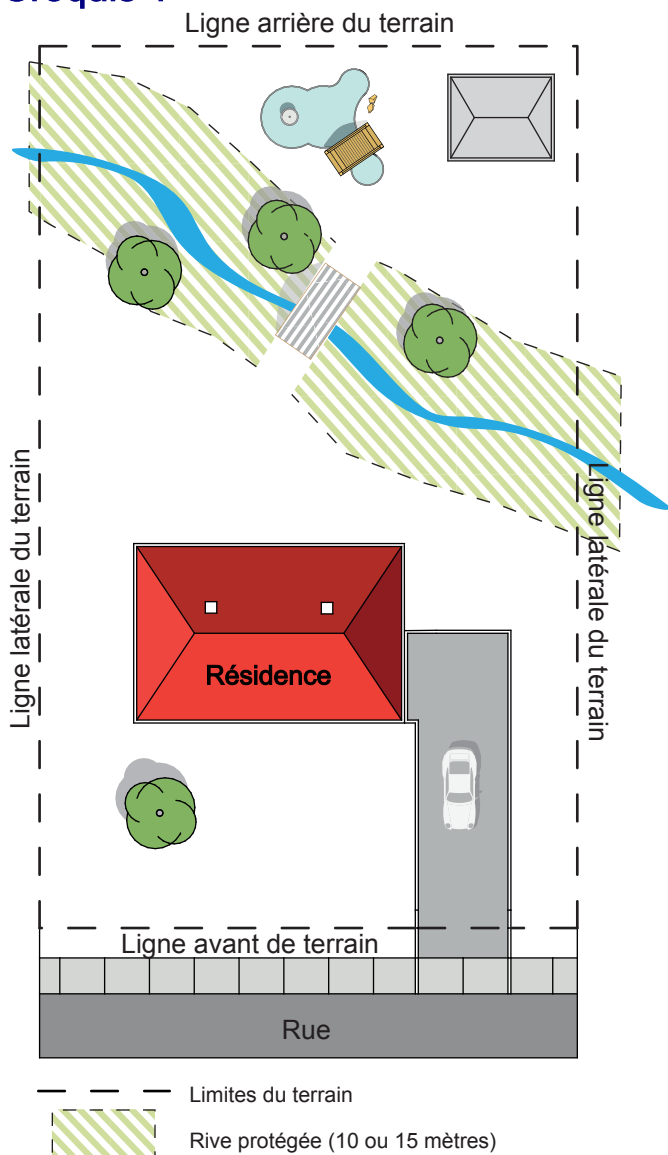 Ligne arrière du terrain
Ligne latérale du terrain
Ligne latérale du terrain
Résidence
Ligne avant de terrain
Rue
Limites du terrain
Rive protégée (10 ou 15 mètres)